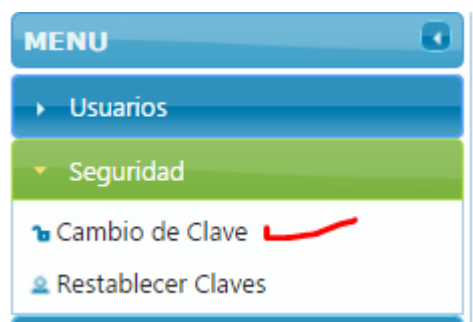 MENU
Usuarios
Seguridad
Cambio de Clave
Restablecer Claves